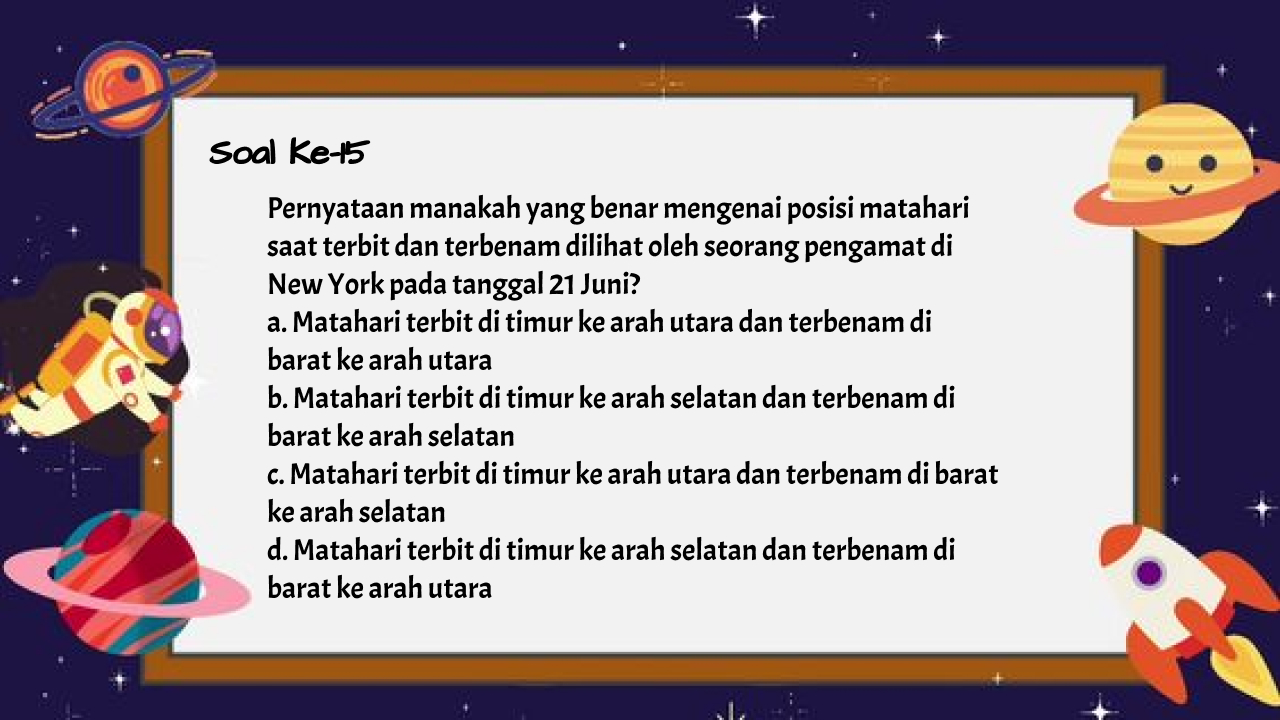 Soal Ke-15
Pernyataan manakah yang benar mengenai posisi matahari
saat terbit dan terbenam dilihat oleh seorang pengamat di
New York pada tanggal 21 Juni?
a. Matahari terbit di timur ke arah utara dan terbenam di
barat ke arah utara
b. Matahari terbit di timur ke arah selatan dan terbenam di
barat ke arah selatan
c. Matahari terbit di timur ke arah utara dan terbenam di barat
ke arah selatan
d. Matahari terbit di timur ke arah selatan dan terbenam di
barat ke arah utara